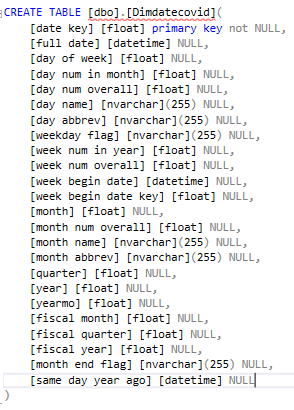 CREATE TABLE [dbo].[Dimdatecovid](
[date key] [float] primary key not NULL,
[full date] [datetime] NULL,
[day of week] [float] NULL,
[day num in month] [float] NULL,
[day num overall] [float] NULL,
[day name] [nvarchar](255) NULL,
[day abbrev] [nvarchar](255) NULL,
[weekday flag] [nvarchar](255) NULL,
[week num in year] [float] NULL,
[week num overall] [float] NULL,
[week begin date] [datetime] NULL,
[week begin date key] [float] NULL,
[month] [float] NULL,
[month num overall] [float] NULL,
[month name] [nvarchar](255) NULL,
[month abbrev] [nvarchar](255) NULL,
[quarter] [float] NULL,
[year] [float] NULL,
[yearmo] [float] NULL,
[fiscal month] [float] NULL,
[fiscal quarter] [float] NULL,
[fiscal year] [float] NULL,
[month end flag] [nvarchar](255) NULL,
[same day year ago] [datetime] NULL
)